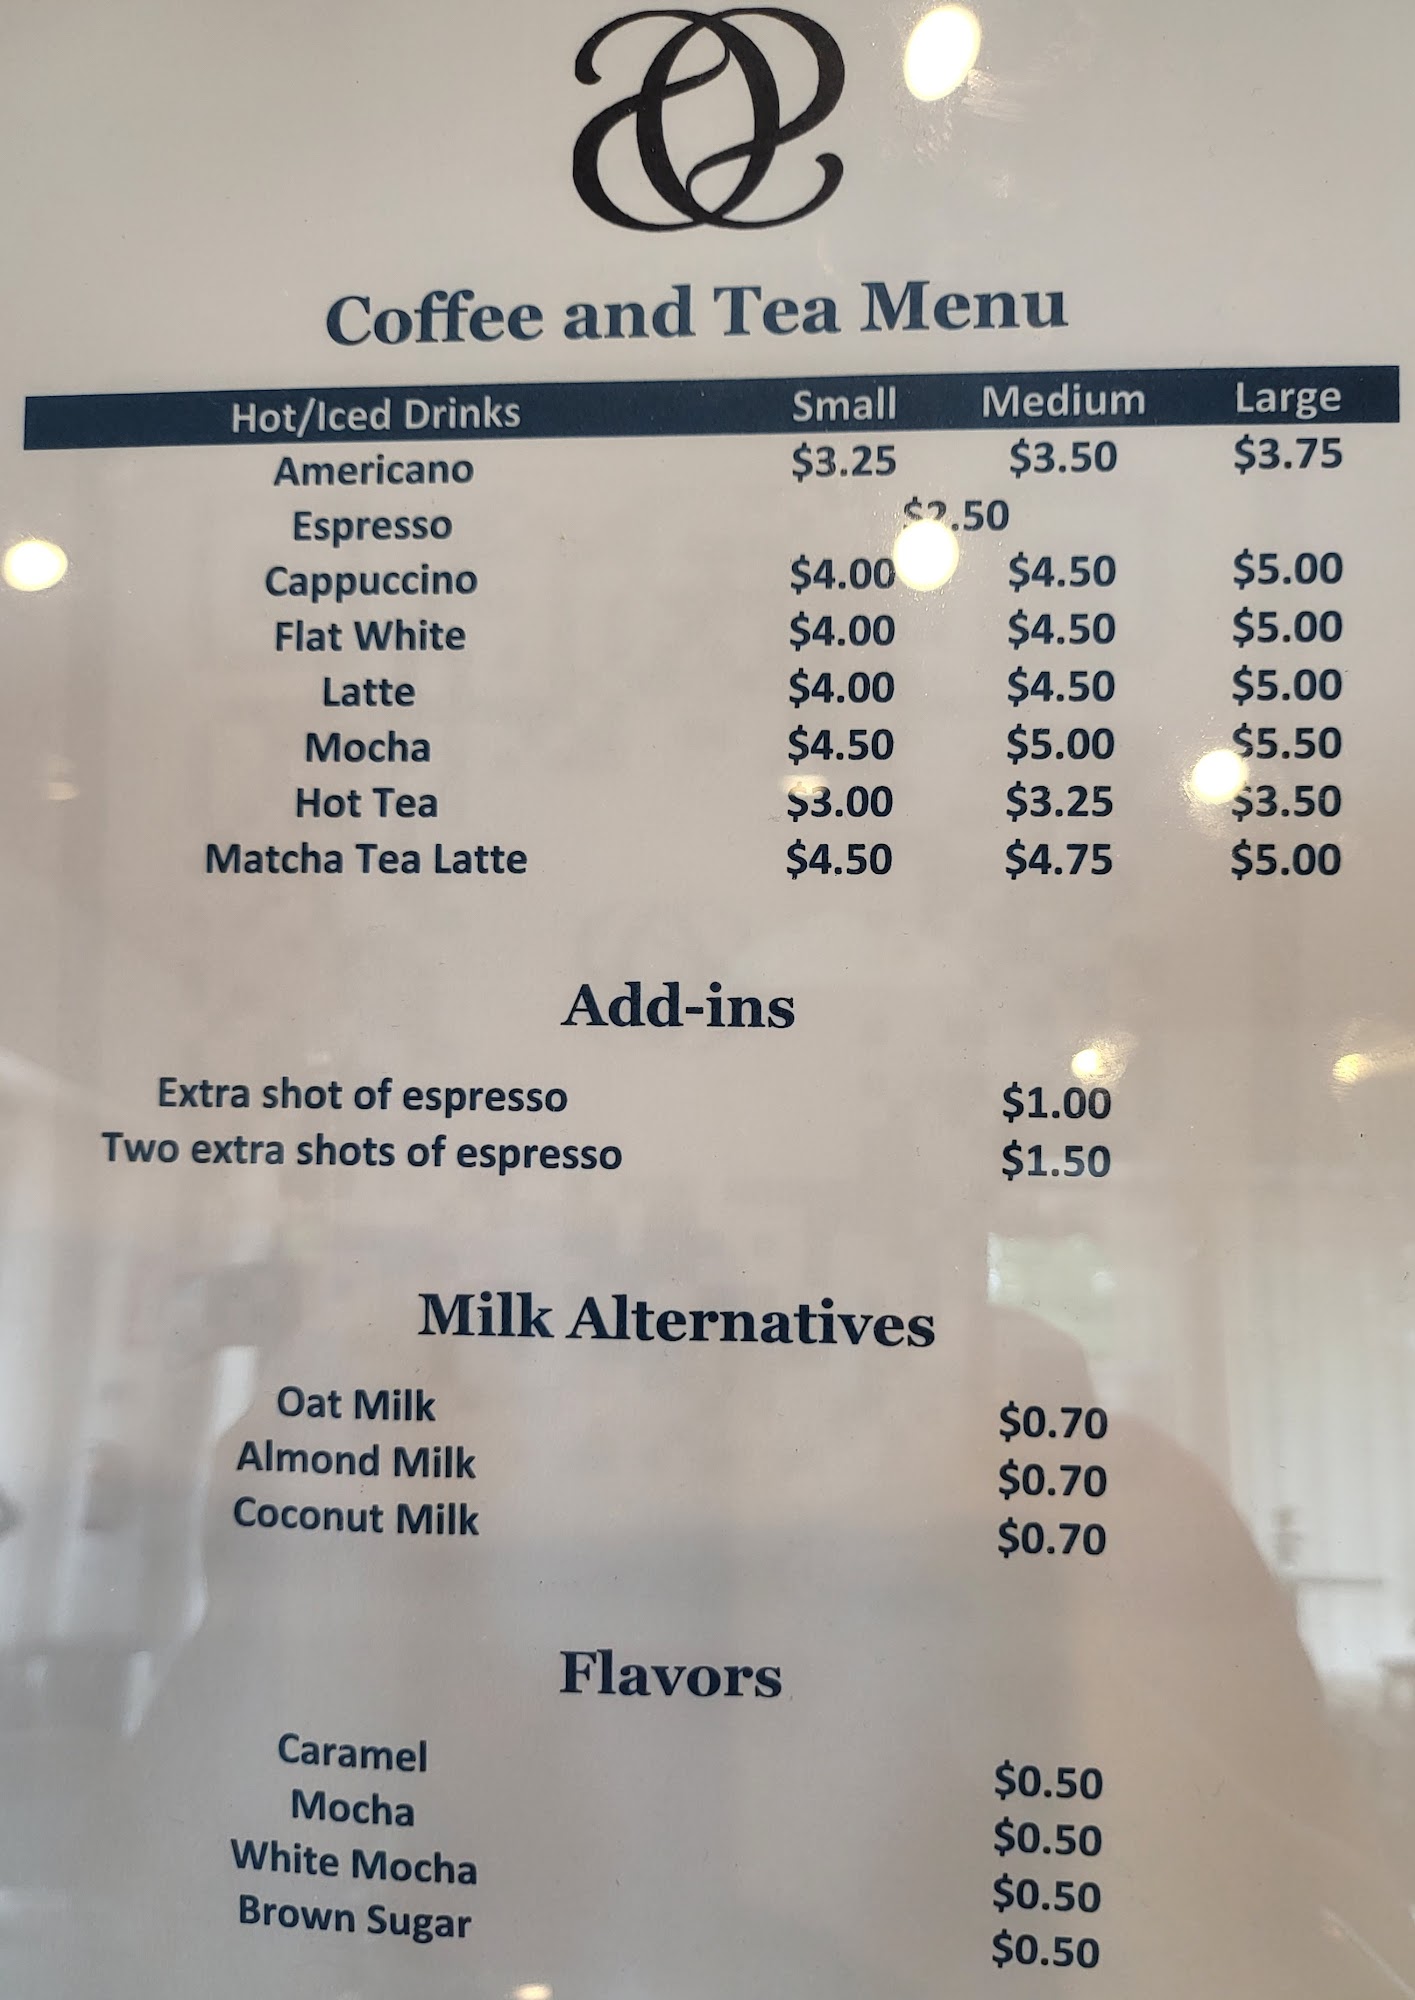 Coffee and Tea Menu
Hot/Iced Drinks Small Medium Large
Americano $3.25 $3.50 $3.75
Espresso $2.50
Cappuccino $4.00 $4.50 $5.00
Flat White $4.00 $4.50 $5.00
Latte $4.00 $4.50 $5.00
Mocha $4.50 $5.00 $5.50
Hot Tea $3.00 $3.25 $3.50
Matcha Tea Latte $4.50 $4.75 $5.00
Add-ins
Extra shot of espresso $1.00
Two extra shots of espresso $1.50
Milk Alternatives
Oat Milk $0.70
Almond Milk $0.70
Coconut Milk $0.70
Flavors
Caramel $0.50
Mocha $0.50
White Mocha $0.50
Brown Sugar $0.50